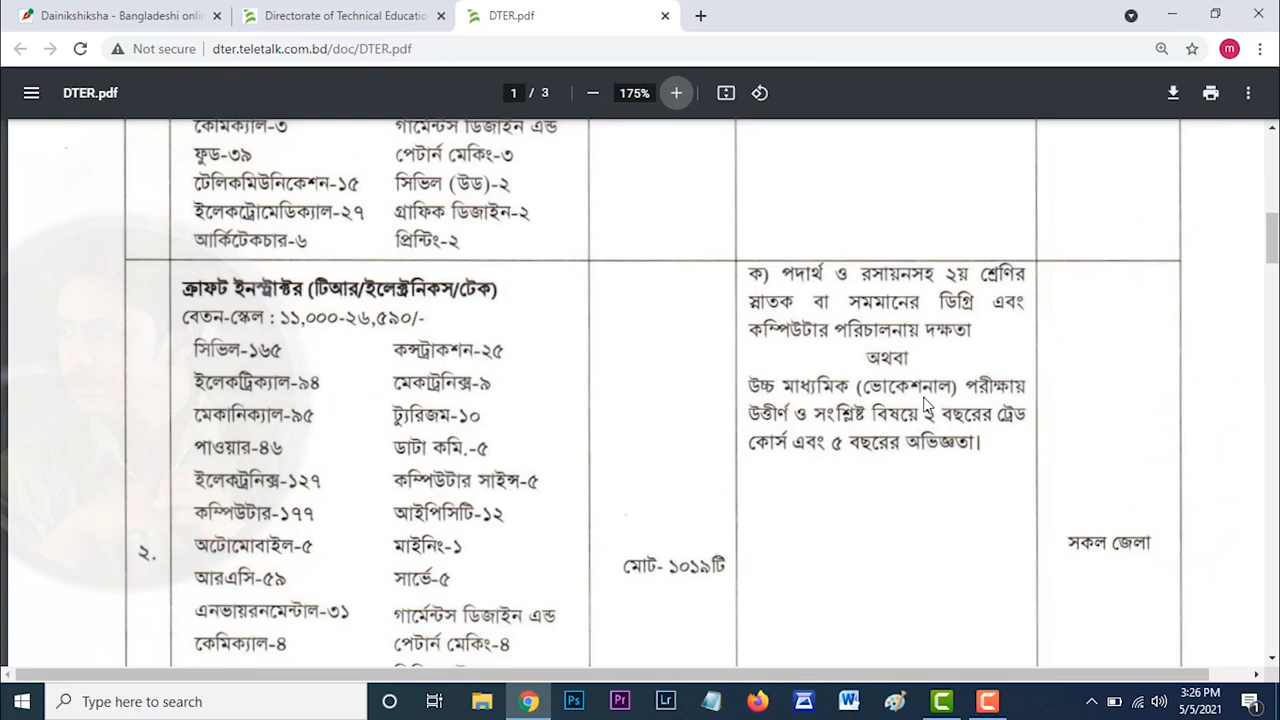 Dainikshiksha - Bangladeshi onlin
Directorate of Technical Educatio
DTER.pdf
Not secure
dter.teletalk.com.bd/doc/DTER.pdf
DTER.pdf
1 / 3
175%
কেমিক্যাল-৩ গার্মেন্টস ডিজাইন এন্ড
ফুড-৩৯ পেটার্ন মেকিং-৩
টেলিকমিউনিকেশন-১৫ সিভিল (উড)-২
ইলেকট্রোমেডিক্যাল-২৭ গ্রাফিক ডিজাইন-২
আর্কিটেকচার-৬ প্রিন্টিং-২
২.
ক্রাফট ইনস্ট্রাক্টর (টিআর/ইলেক্ট্রনিকস/টেক)
বেতন-স্কেল : ১১,০০০-২৬,৫৯০/-
সিভিল-১৬৫ কন্সট্রাকশন-২৫
ইলেকট্রিক্যাল-৯৪ মেকাট্রনিক্স-৯
মেকানিক্যাল-৯৫ ট্যুরিজম-১০
পাওয়ার-৪৬ ডাটা কমি.-৫
ইলেকট্রনিক্স-১২৭ কম্পিউটার সাইন্স-৫
কম্পিউটার-১৭৭ আইপিসিটি-১২
অটোমোবাইল-৫ মাইনিং-১
আরএসি-৫৯ সার্ভে-৫
এনভায়রনমেন্টাল-৩১ গার্মেন্টস ডিজাইন এন্ড
কেমিক্যাল-৪ পেটার্ন মেকিং-৪
মোট- ১০১৯টি
ক) পদার্থ ও রসায়নসহ ২য় শ্রেণির
স্নাতক বা সমমানের ডিগ্রি এবং
কম্পিউটার পরিচালনায় দক্ষতা
অথবা
উচ্চ মাধ্যমিক (ভোকেশনাল) পরীক্ষায়
উত্তীর্ণ ও সংশ্লিষ্ট বিষয়ে ২ বছরের ট্রেড
কোর্স এবং ৫ বছরের অভিজ্ঞতা।
সকল জেলা
Type here to search
3:26 PM
5/5/2021